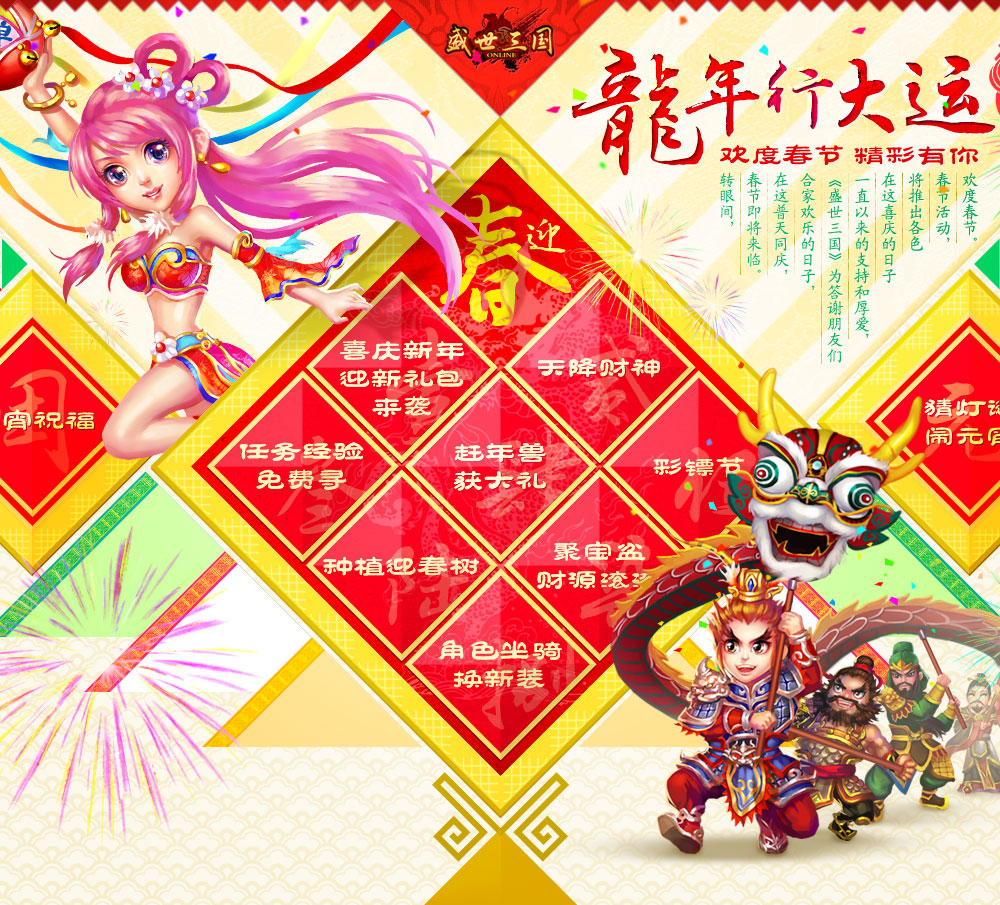 盛世三国
ONLINE
龍年行大运
欢度春节 精彩有你
转眼间，
春节即将来临。
在这普天同庆，
合家欢乐的日子，
《盛世三国》为答谢朋友们
一直以来的支持和厚爱，
在这喜庆的日子
将推出各色
春节活动，
欢度春节。
迎
春
喜庆新年
迎新礼包
来袭
天降财神
任务经验
免费寻
赶年兽
获大礼
彩镖节
种植迎春树
聚宝盆
财源滚滚
角色坐骑
换新装
宵祝福
猜灯
闹元